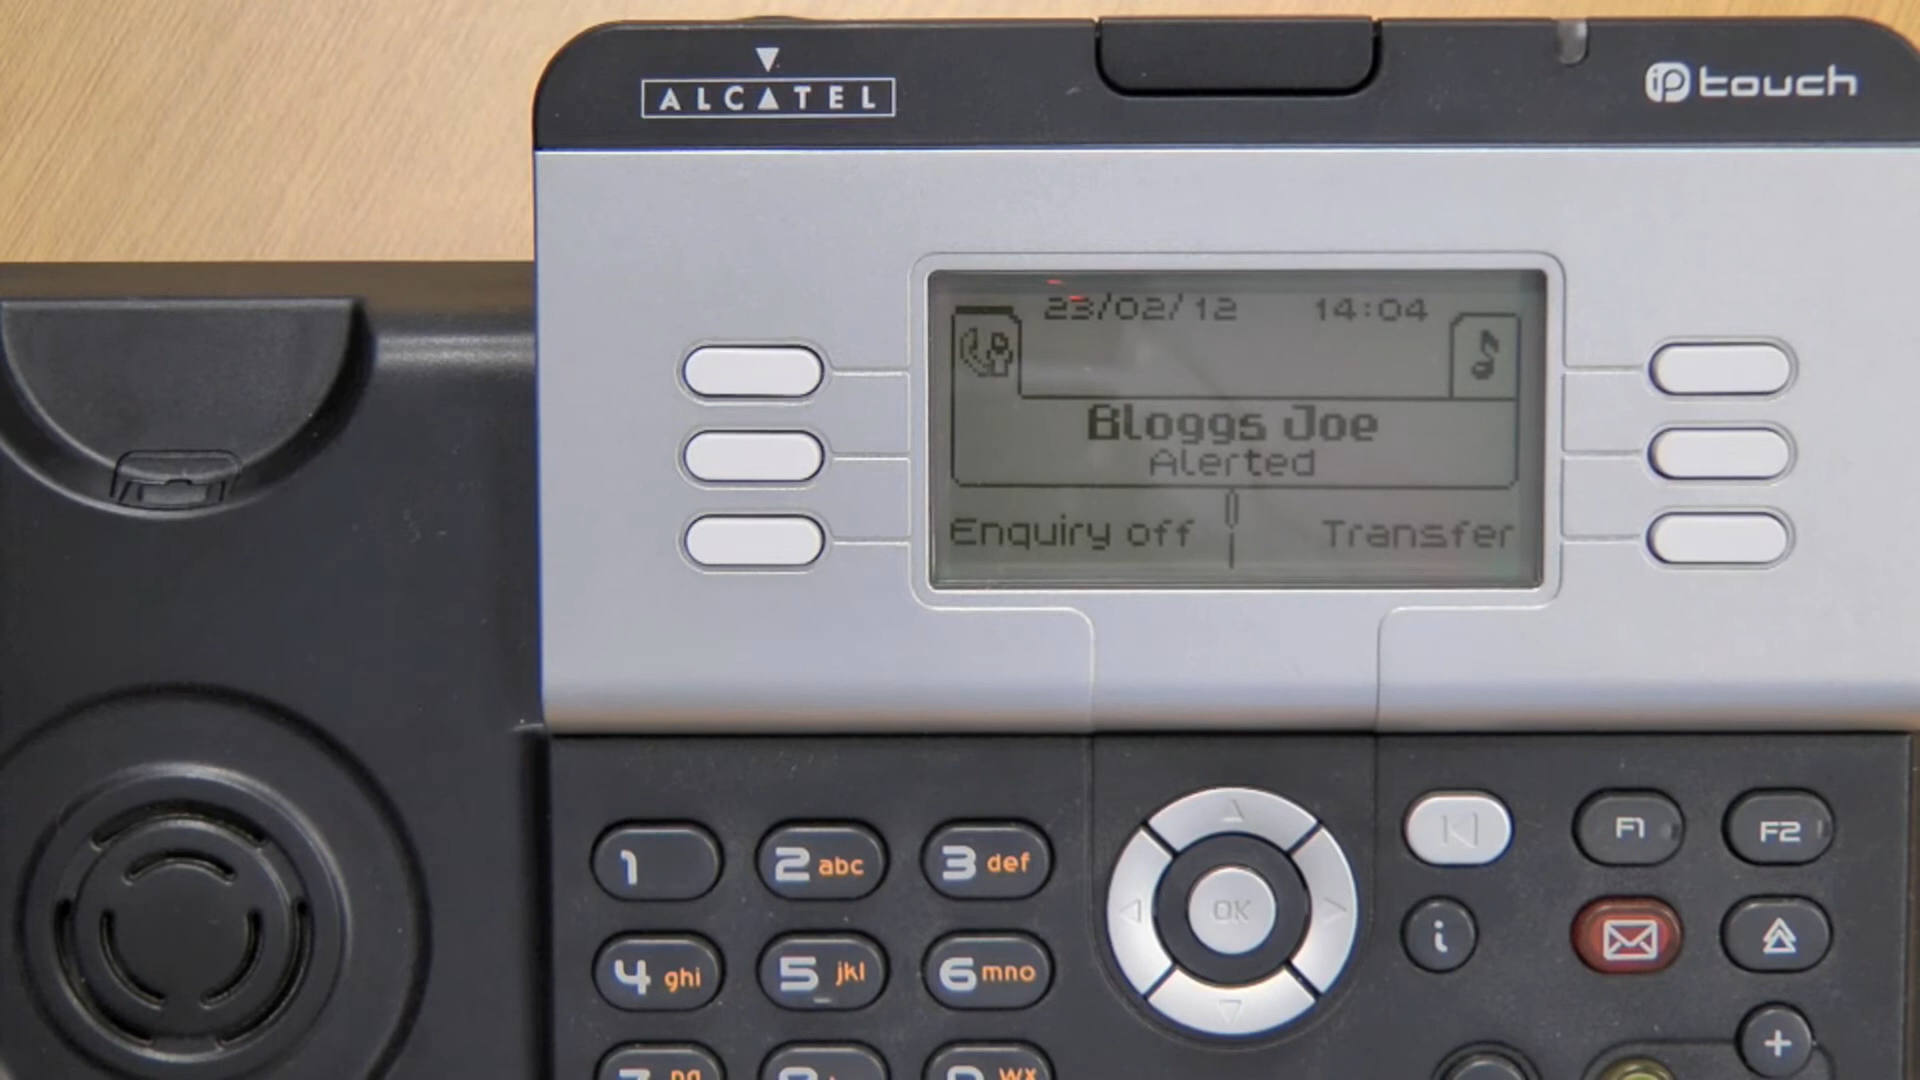 ALCATEL
iP touch
23/02/12 14:04
Bloggs Joe
Alerted
Enquiry off Transfer
1 2 abc 3 def
OK
F1 F2
i
4 ghi 5 jkl 6 mno
+